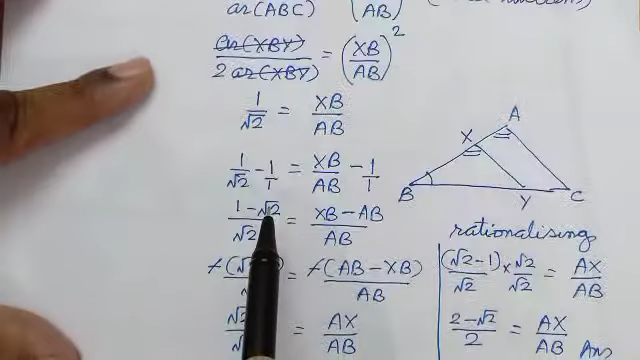 ar(ABC) (AB)
ar(XBY) / 2 ar(XBY) = (XB/AB)²
1/√2 = XB/AB
1/√2 - 1/1 = XB/AB - 1/1
1-√2 / √2 = XB-AB / AB
-(√ = -(AB-XB) / AB
√2 = AX/AB
A
X
B
Y
C
rationalising
(√2-1)/√2 × √2/√2 = AX/AB
2-√2 / 2 = AX/AB Ans